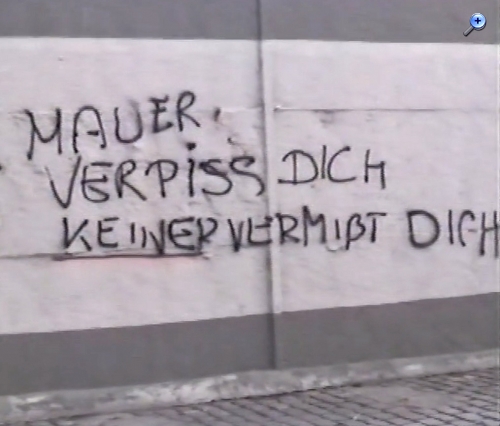 MAUER,
VERPISS DICH
KEINER VERMIßT DICH